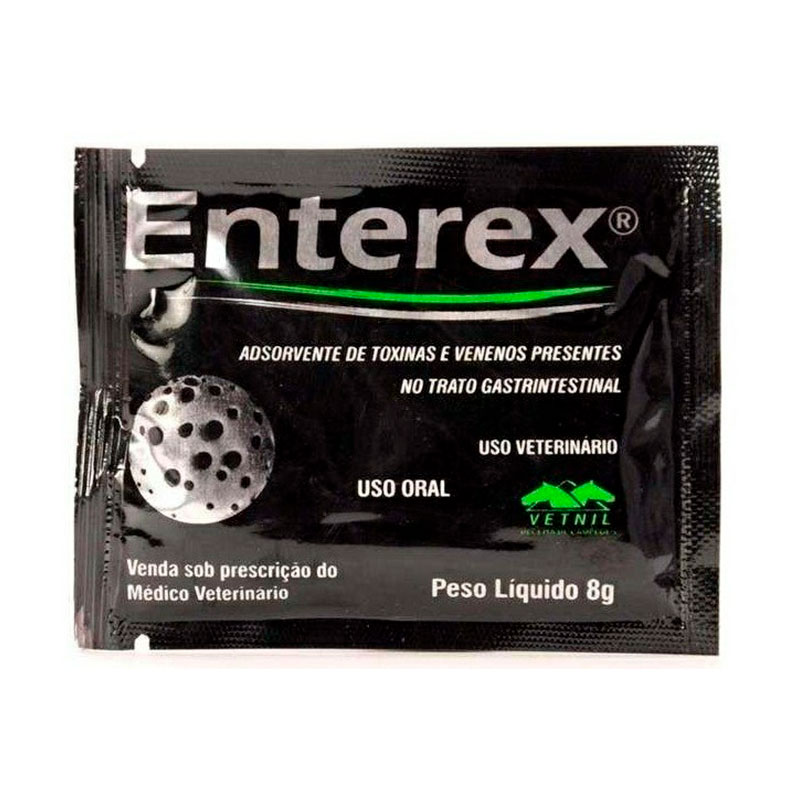 Enterex®
ADSORVENTE DE TOXINAS E VENENOS PRESENTES
NO TRATO GASTRINTESTINAL
USO VETERINÁRIO
USO ORAL
VETNIL
Venda sob prescrição do
Médico Veterinário
Peso Líquido 8g